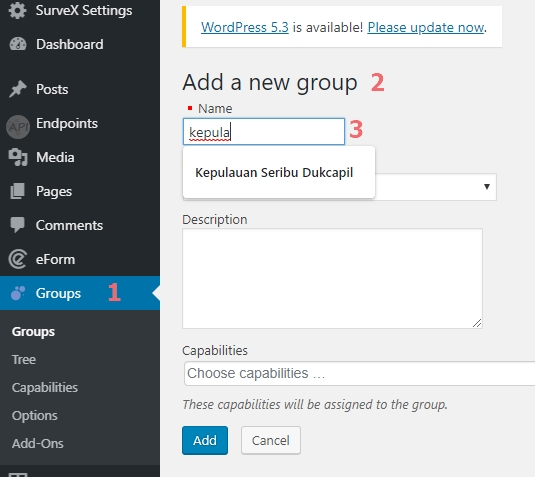 SurveX Settings
Dashboard
Posts
API
Endpoints
Media
Pages
Comments
eForm
Groups 1
Groups
Tree
Capabilities
Options
Add-Ons
WordPress 5.3 is available! Please update now.
Add a new group 2
Name
kepula 3
Kepulauan Seribu Dukcapil
Description
Capabilities
Choose capabilities ...
These capabilities will be assigned to the group.
Add Cancel